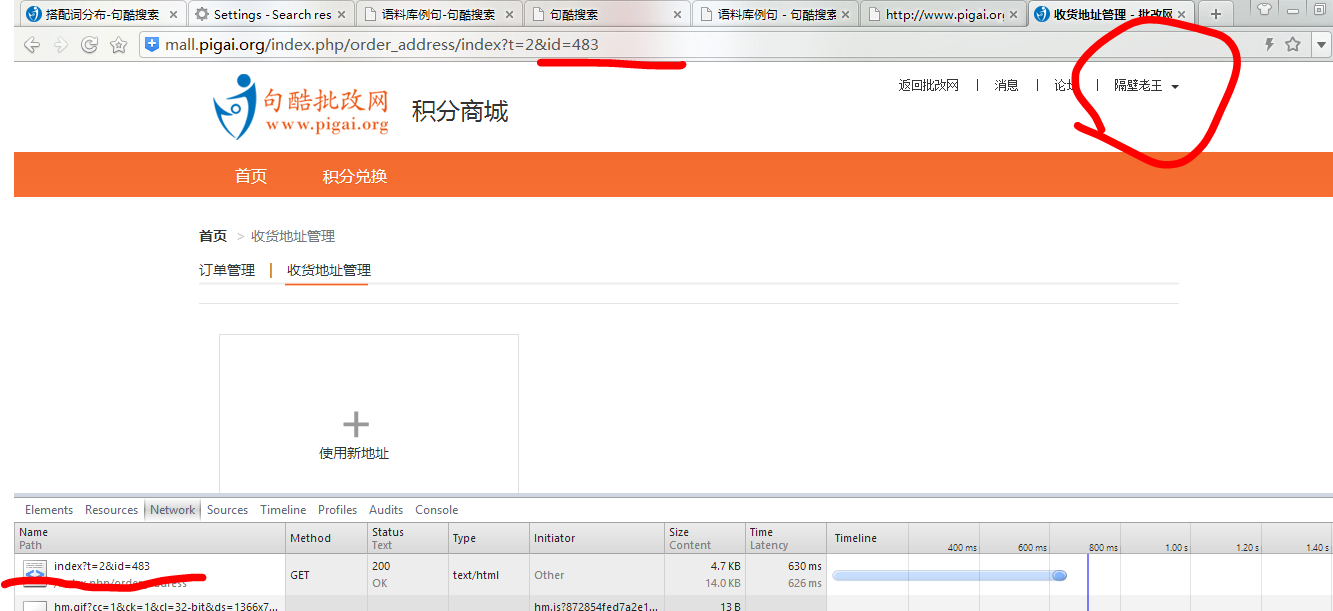 搭配词分布-句酷搜索
Settings - Search res
语料库例句-句酷搜索
句酷搜索
语料库例句 - 句酷搜索
http://www.pigai.org
收货地址管理 - 批改网
mall.pigai.org/index.php/order_address/index?t=2&id=483
返回批改网 | 消息 | 论坛 | 隔壁老王
句酷批改网
www.pigai.org
积分商城
首页 积分兑换
首页 > 收货地址管理
订单管理 | 收货地址管理
使用新地址
Elements Resources Network Sources Timeline Profiles Audits Console
Name Path Method Status Text Type Initiator Size Content Time Latency Timeline 400 ms 600 ms 800 ms 1.00 s 1.20 s 1.40 s
index?t=2&id=483 GET 200 OK text/html Other 4.7 KB 14.0 KB 630 ms 626 ms
/index.php/order_address
hm.gif?cc=1&ck=1&cl=32-bit&ds=1366x7... hm.js?872854fed7a2e1... 13 B